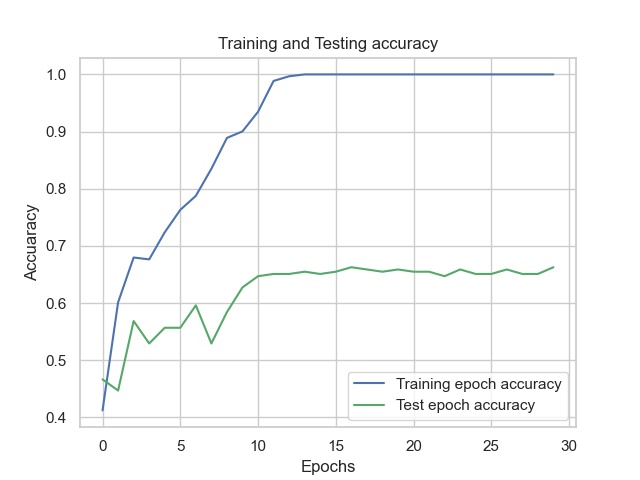 Training and Testing accuracy
Accuaracy
1.0
0.9
0.8
0.7
0.6
0.5
0.4
Training epoch accuracy
Test epoch accuracy
0 5 10 15 20 25 30
Epochs